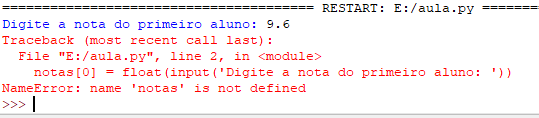 ======================================== RESTART: E:/aula.py ========
Digite a nota do primeiro aluno: 9.6
Traceback (most recent call last):
  File "E:/aula.py", line 2, in <module>
    notas[0] = float(input('Digite a nota do primeiro aluno: '))
NameError: name 'notas' is not defined
>>>